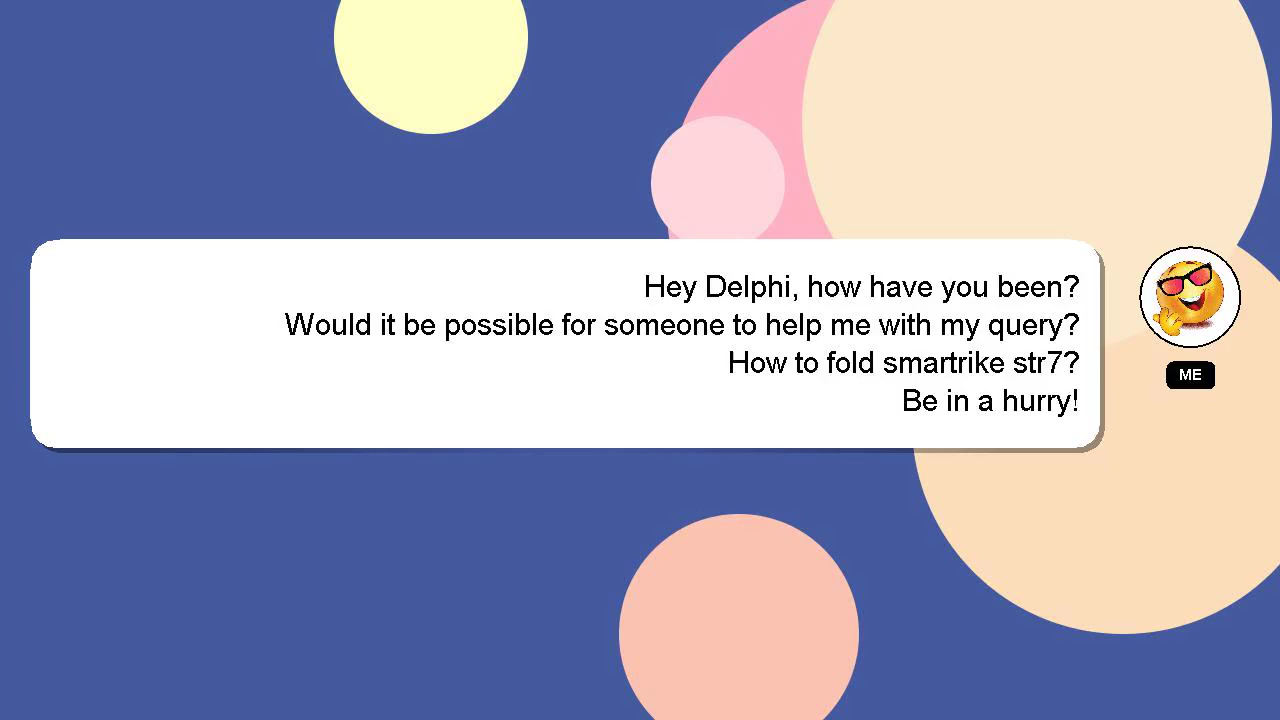 Hey Delphi, how have you been?
Would it be possible for someone to help me with my query?
How to fold smartrike str7?
Be in a hurry!
ME